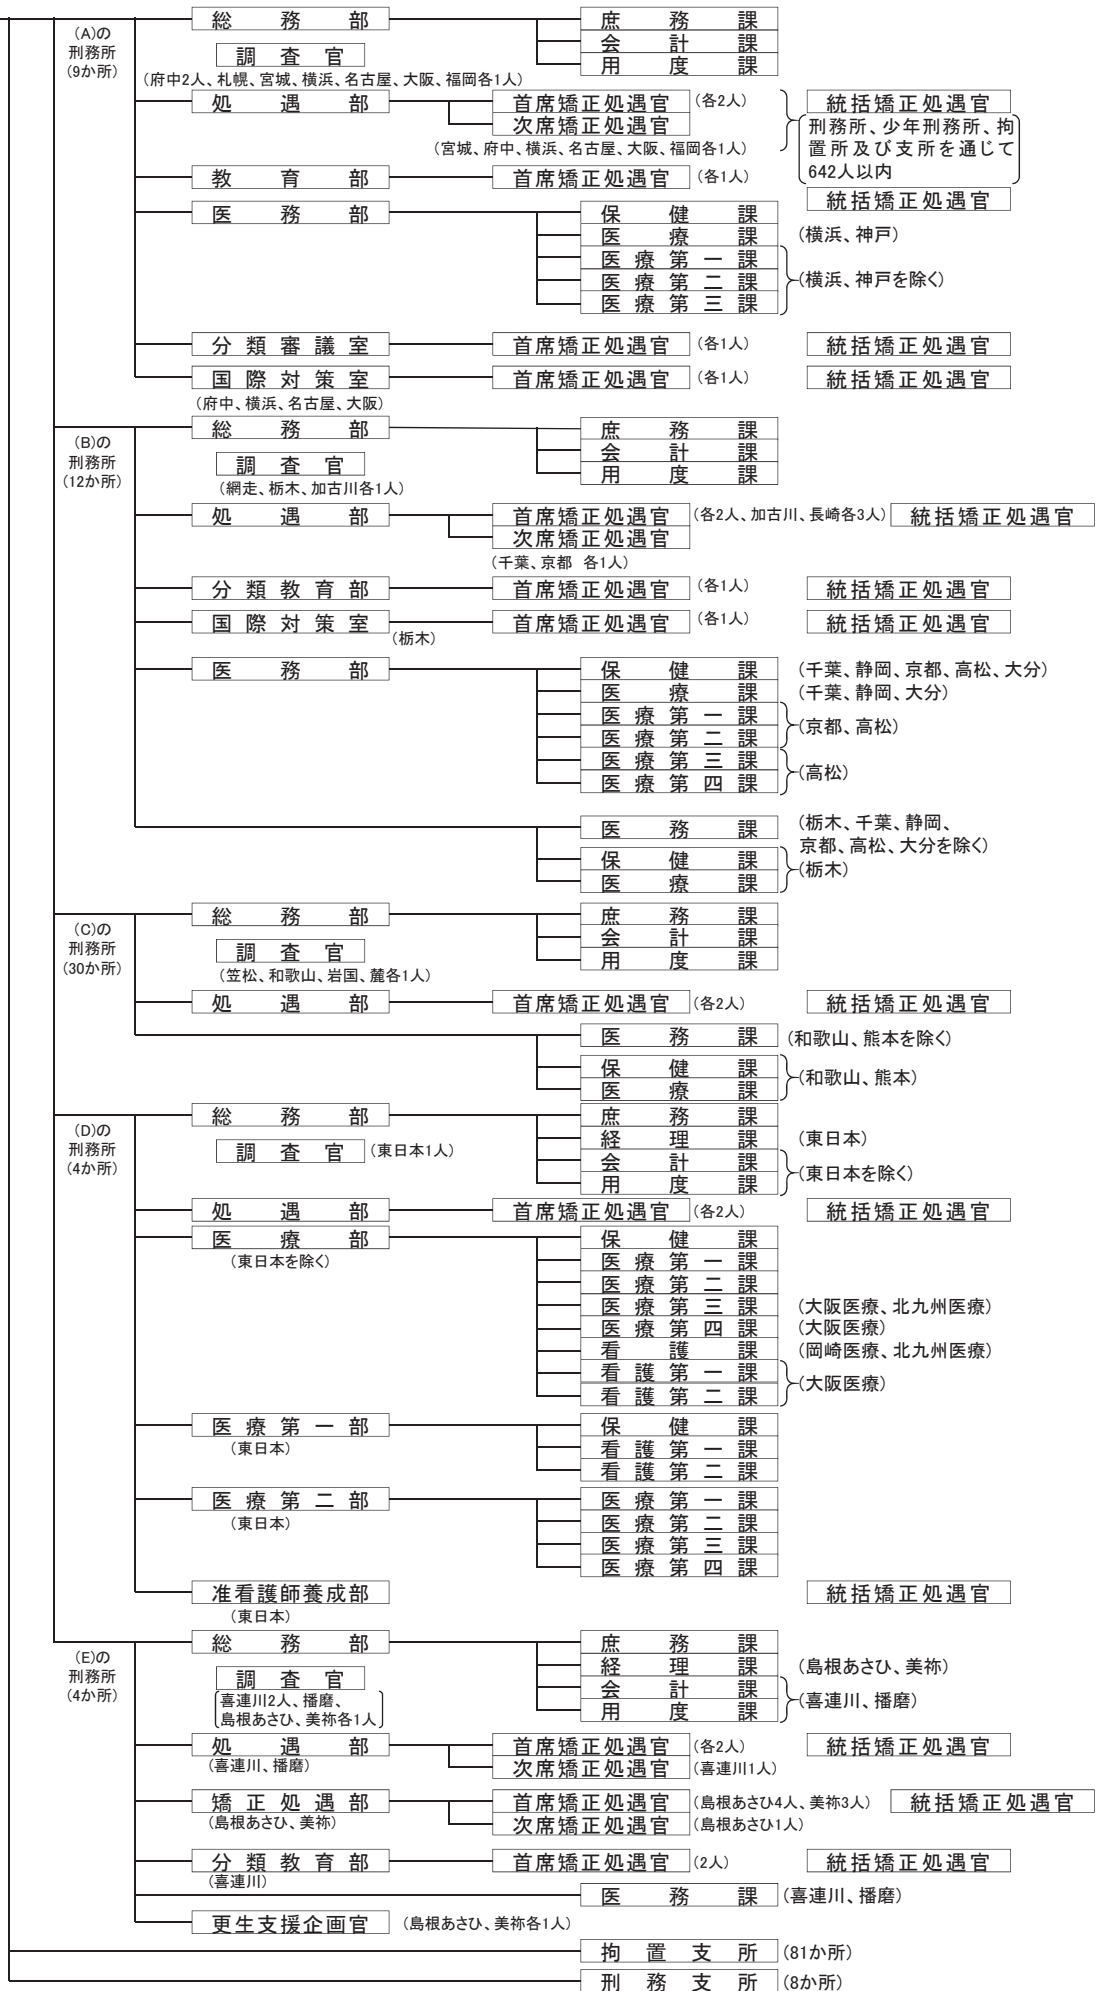 (A)の
刑務所
(9か所)
総務部
庶務課
会計課
用度課
調査官
(府中2人、札幌、宮城、横浜、名古屋、大阪、福岡各1人)
処遇部
首席矯正処遇官 (各2人)
次席矯正処遇官
(宮城、府中、横浜、名古屋、大阪、福岡各1人)
統括矯正処遇官
刑務所、少年刑務所、拘
置所及び支所を通じて
642人以内
教育部
首席矯正処遇官 (各1人)
統括矯正処遇官
医務部
保健課
医療課 (横浜、神戸)
医療第一課
医療第二課 (横浜、神戸を除く)
医療第三課
分類審議室
首席矯正処遇官 (各1人)
統括矯正処遇官
国際対策室
首席矯正処遇官 (各1人)
統括矯正処遇官
(府中、横浜、名古屋、大阪)
(B)の
刑務所
(12か所)
総務部
庶務課
会計課
用度課
調査官
(網走、栃木、加古川各1人)
処遇部
首席矯正処遇官 (各2人、加古川、長崎各3人) 統括矯正処遇官
次席矯正処遇官
(千葉、京都 各1人)
分類教育部
首席矯正処遇官 (各1人)
統括矯正処遇官
国際対策室
(栃木)
首席矯正処遇官 (各1人)
統括矯正処遇官
医務部
保健課 (千葉、静岡、京都、高松、大分)
医療課 (千葉、静岡、大分)
医療第一課
医療第二課 (京都、高松)
医療第三課
医療第四課 (高松)
医務課 (栃木、千葉、静岡、
京都、高松、大分を除く)
保健課
医療課 (栃木)
(C)の
刑務所
(30か所)
総務部
庶務課
会計課
用度課
調査官
(笠松、和歌山、岩国、麓各1人)
処遇部
首席矯正処遇官 (各2人)
統括矯正処遇官
医務課 (和歌山、熊本を除く)
保健課
医療課 (和歌山、熊本)
(D)の
刑務所
(4か所)
総務部
庶務課
経理課 (東日本)
会計課
用度課 (東日本を除く)
調査官 (東日本1人)
処遇部
首席矯正処遇官 (各2人)
統括矯正処遇官
医療部
(東日本を除く)
保健課
医療第一課
医療第二課
医療第三課 (大阪医療、北九州医療)
医療第四課 (大阪医療)
看護課 (岡崎医療、北九州医療)
看護第一課
看護第二課 (大阪医療)
医療第一部
(東日本)
保健課
看護第一課
看護第二課
医療第二部
(東日本)
医療第一課
医療第二課
医療第三課
医療第四課
准看護師養成部
(東日本)
統括矯正処遇官
(E)の
刑務所
(4か所)
総務部
庶務課
経理課 (島根あさひ、美祢)
会計課
用度課 (喜連川、播磨)
調査官
喜連川2人、播磨、
島根あさひ、美祢各1人
処遇部
(喜連川、播磨)
首席矯正処遇官 (各2人)
統括矯正処遇官
次席矯正処遇官 (喜連川1人)
矯正処遇部
(島根あさひ、美祢)
首席矯正処遇官 (島根あさひ4人、美祢3人) 統括矯正処遇官
次席矯正処遇官 (島根あさひ1人)
分類教育部
(喜連川)
首席矯正処遇官 (2人)
統括矯正処遇官
医務課 (喜連川、播磨)
更生支援企画官 (島根あさひ、美祢各1人)
拘置支所 (81か所)
刑務支所 (8か所)